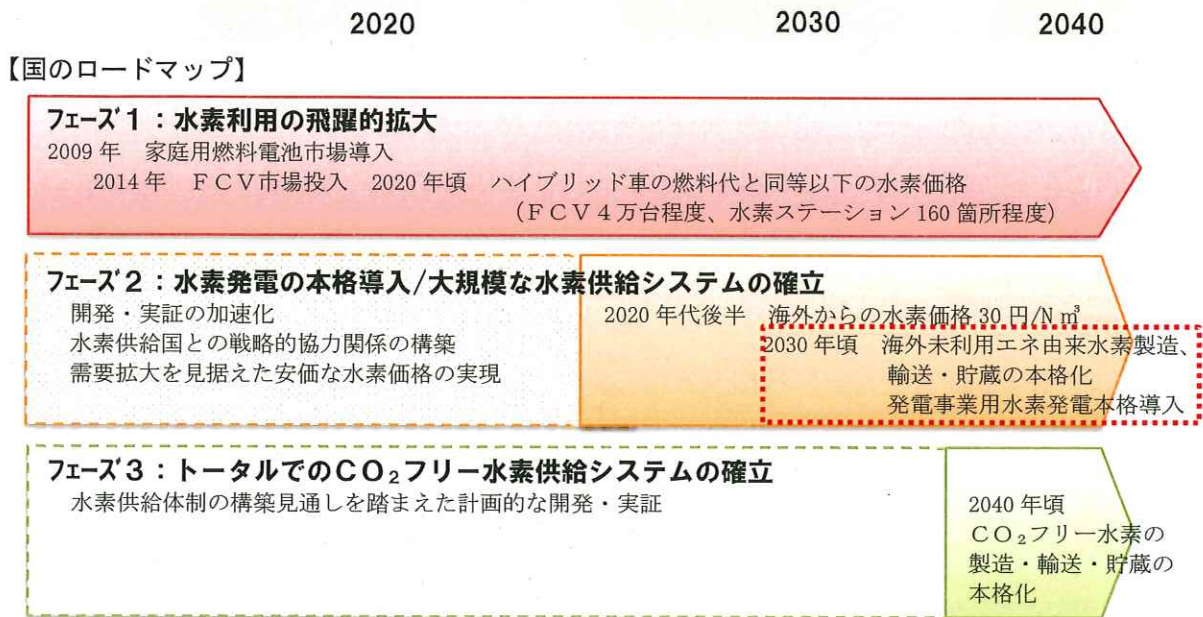 2020 2030 2040
【国のロードマップ】
フェーズ１：水素利用の飛躍的拡大
2009年　家庭用燃料電池市場導入
2014年　ＦＣＶ市場投入　2020年頃　ハイブリッド車の燃料代と同等以下の水素価格
（ＦＣＶ４万台程度、水素ステーション160箇所程度）
フェーズ２：水素発電の本格導入/大規模な水素供給システムの確立
開発・実証の加速化
2020年代後半　海外からの水素価格30円/N㎥
水素供給国との戦略的協力関係の構築
2030年頃　海外未利用エネ由来水素製造、
需要拡大を見据えた安価な水素価格の実現
輸送・貯蔵の本格化
発電事業用水素発電本格導入
フェーズ３：トータルでのＣＯ₂フリー水素供給システムの確立
水素供給体制の構築見通しを踏まえた計画的な開発・実証
2040年頃
ＣＯ₂フリー水素の
製造・輸送・貯蔵の
本格化